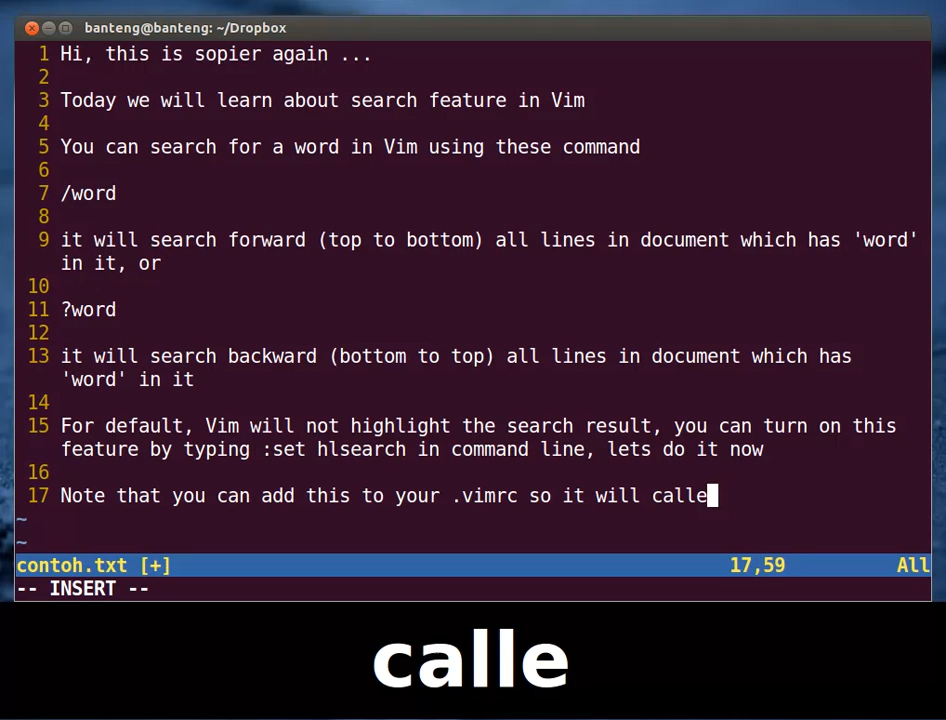 banteng@banteng: ~/Dropbox
1 Hi, this is sopier again ...
2
3 Today we will learn about search feature in Vim
4
5 You can search for a word in Vim using these command
6
7 /word
8
9 it will search forward (top to bottom) all lines in document which has 'word'
in it, or
10
11 ?word
12
13 it will search backward (bottom to top) all lines in document which has
'word' in it
14
15 For default, Vim will not highlight the search result, you can turn on this
feature by typing :set hlsearch in command line, lets do it now
16
17 Note that you can add this to your .vimrc so it will calle
~
~
contoh.txt [+] 17,59 All
-- INSERT --
calle